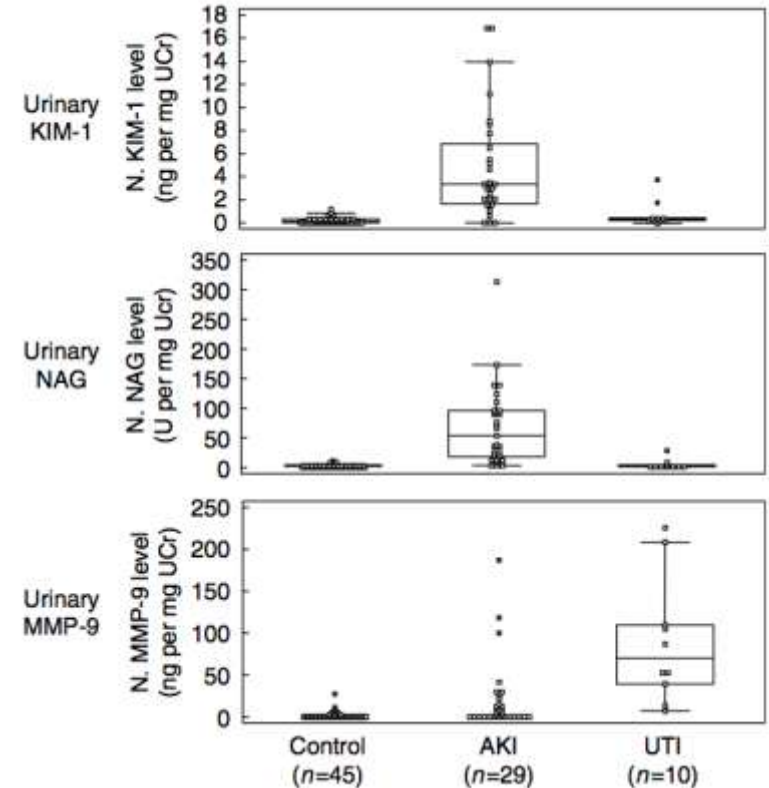 Urinary
KIM-1
N. KIM-1 level
(ng per mg UCr)
18
16
14
12
10
8
6
4
2
0
Urinary
NAG
N. NAG level
(U per mg Ucr)
350
300
250
200
150
100
50
0
Urinary
MMP-9
N. MMP-9 level
(ng per mg UCr)
250
200
150
100
50
0
Control AKI UTI
(n=45) (n=29) (n=10)